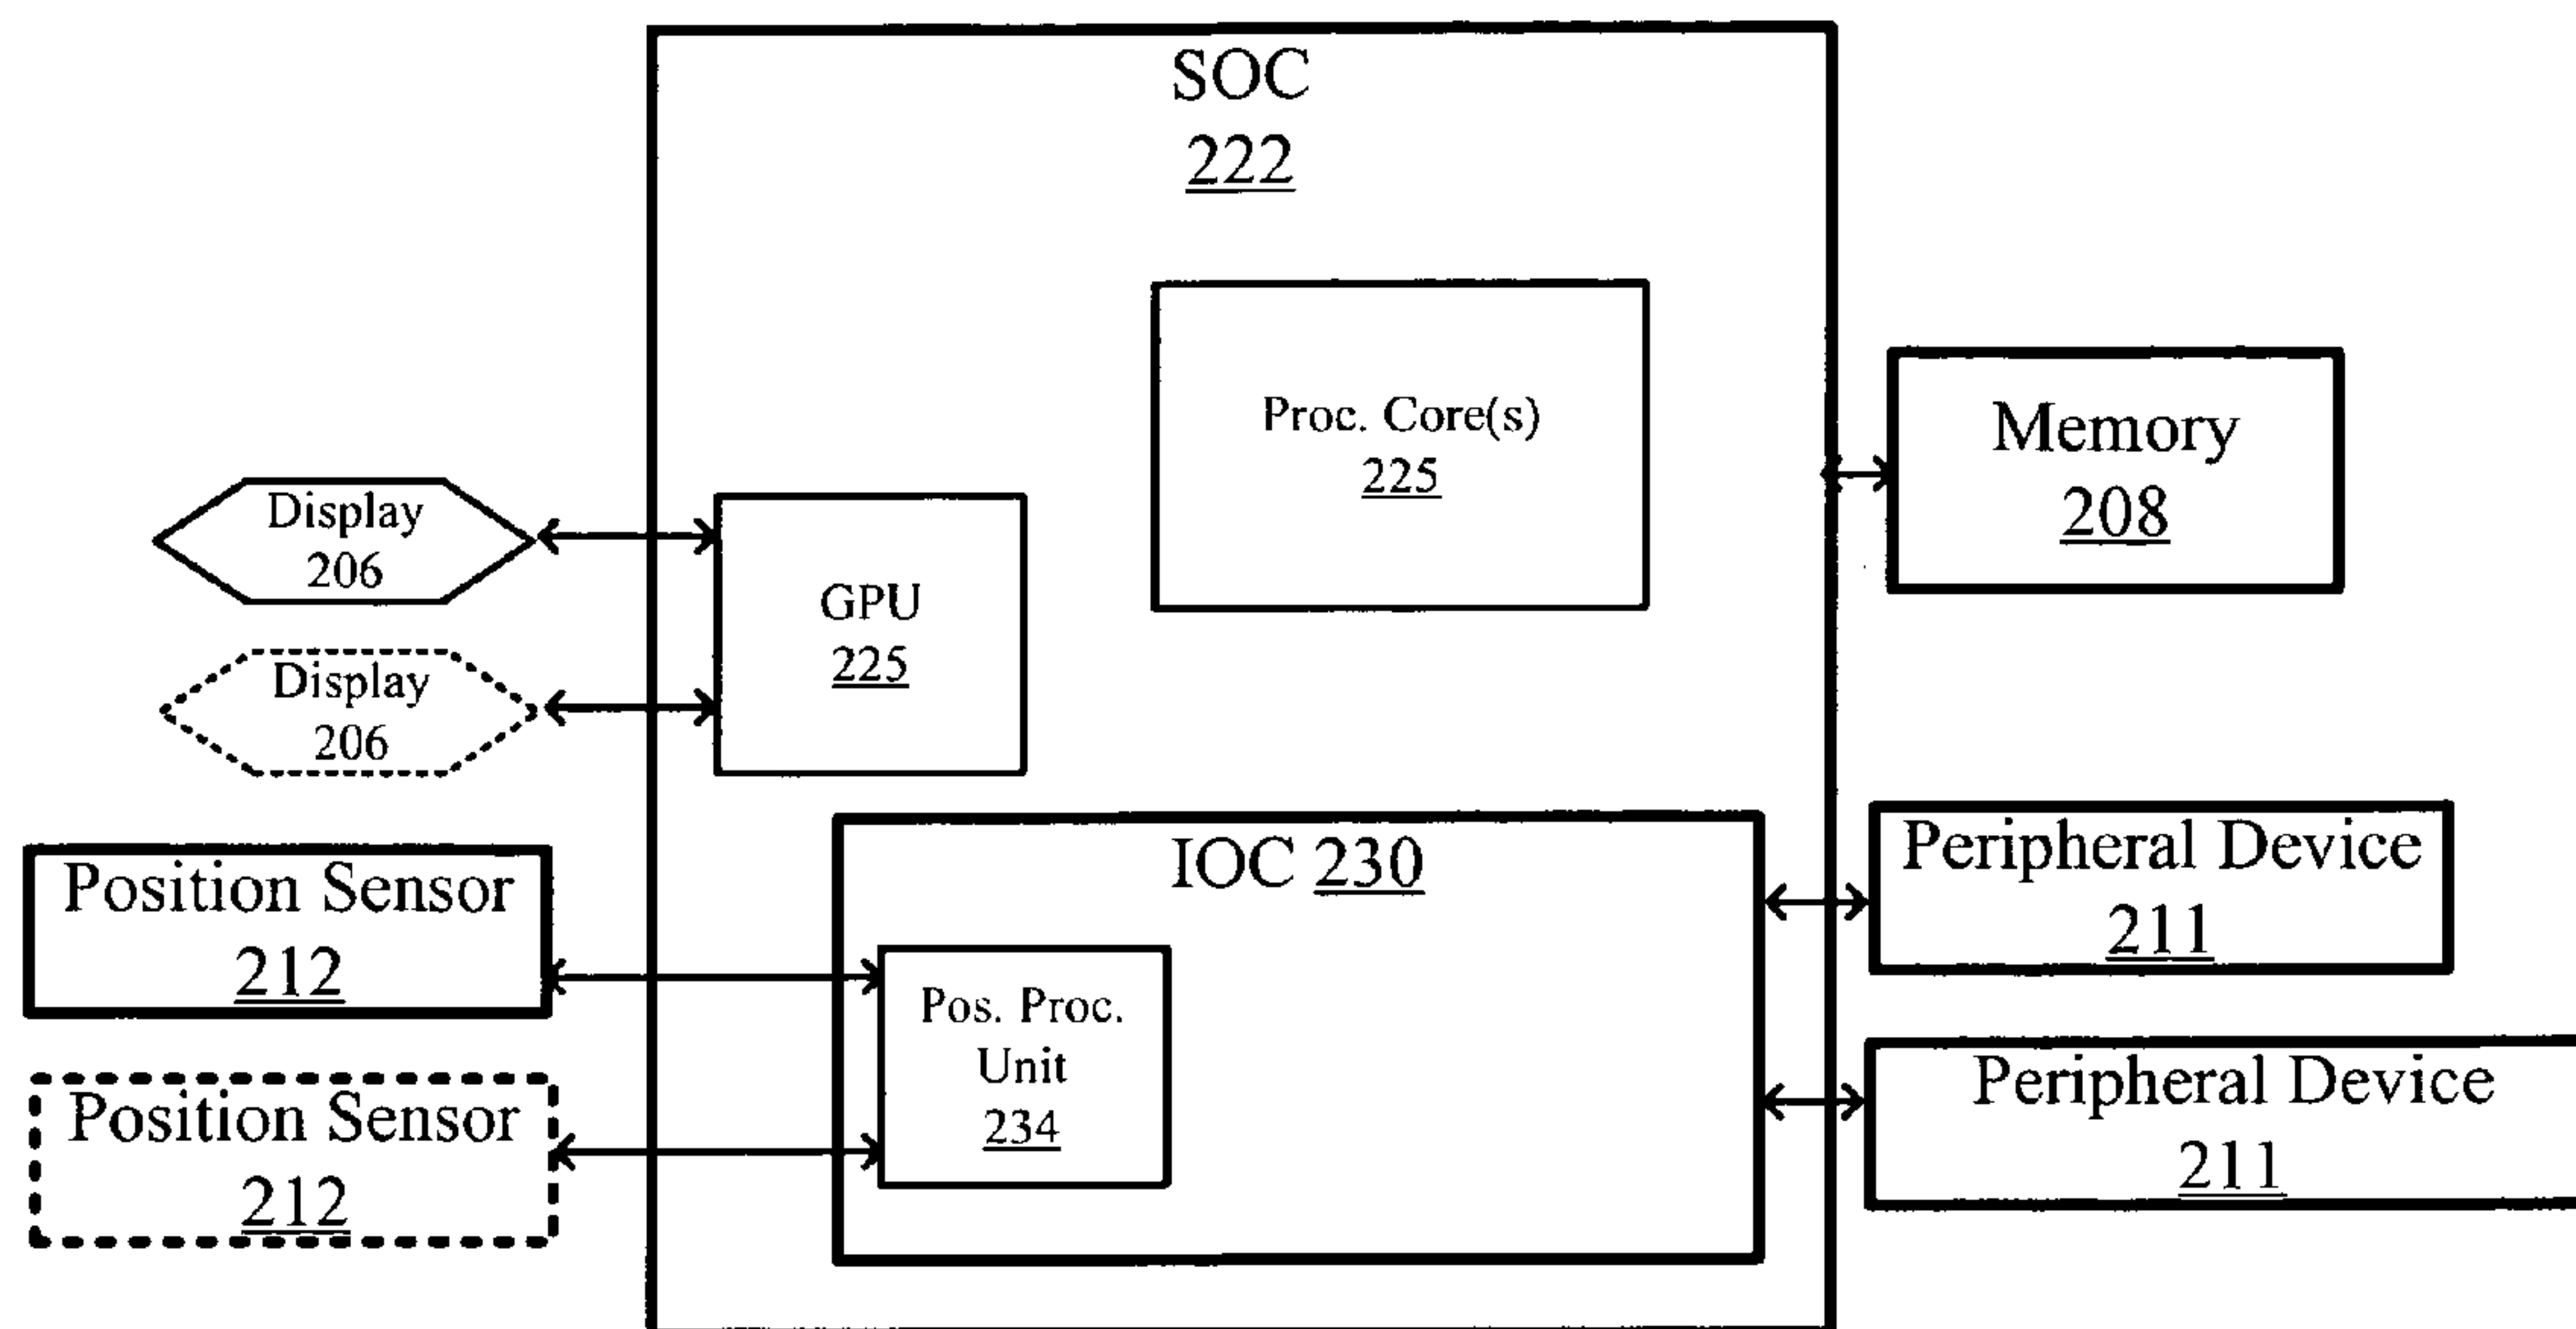 SOC
222
Proc. Core(s)
225
Memory
208
Display
206
GPU
225
Display
206
IOC 230
Peripheral Device
211
Position Sensor
212
Pos. Proc.
Unit
234
Peripheral Device
211
Position Sensor
212